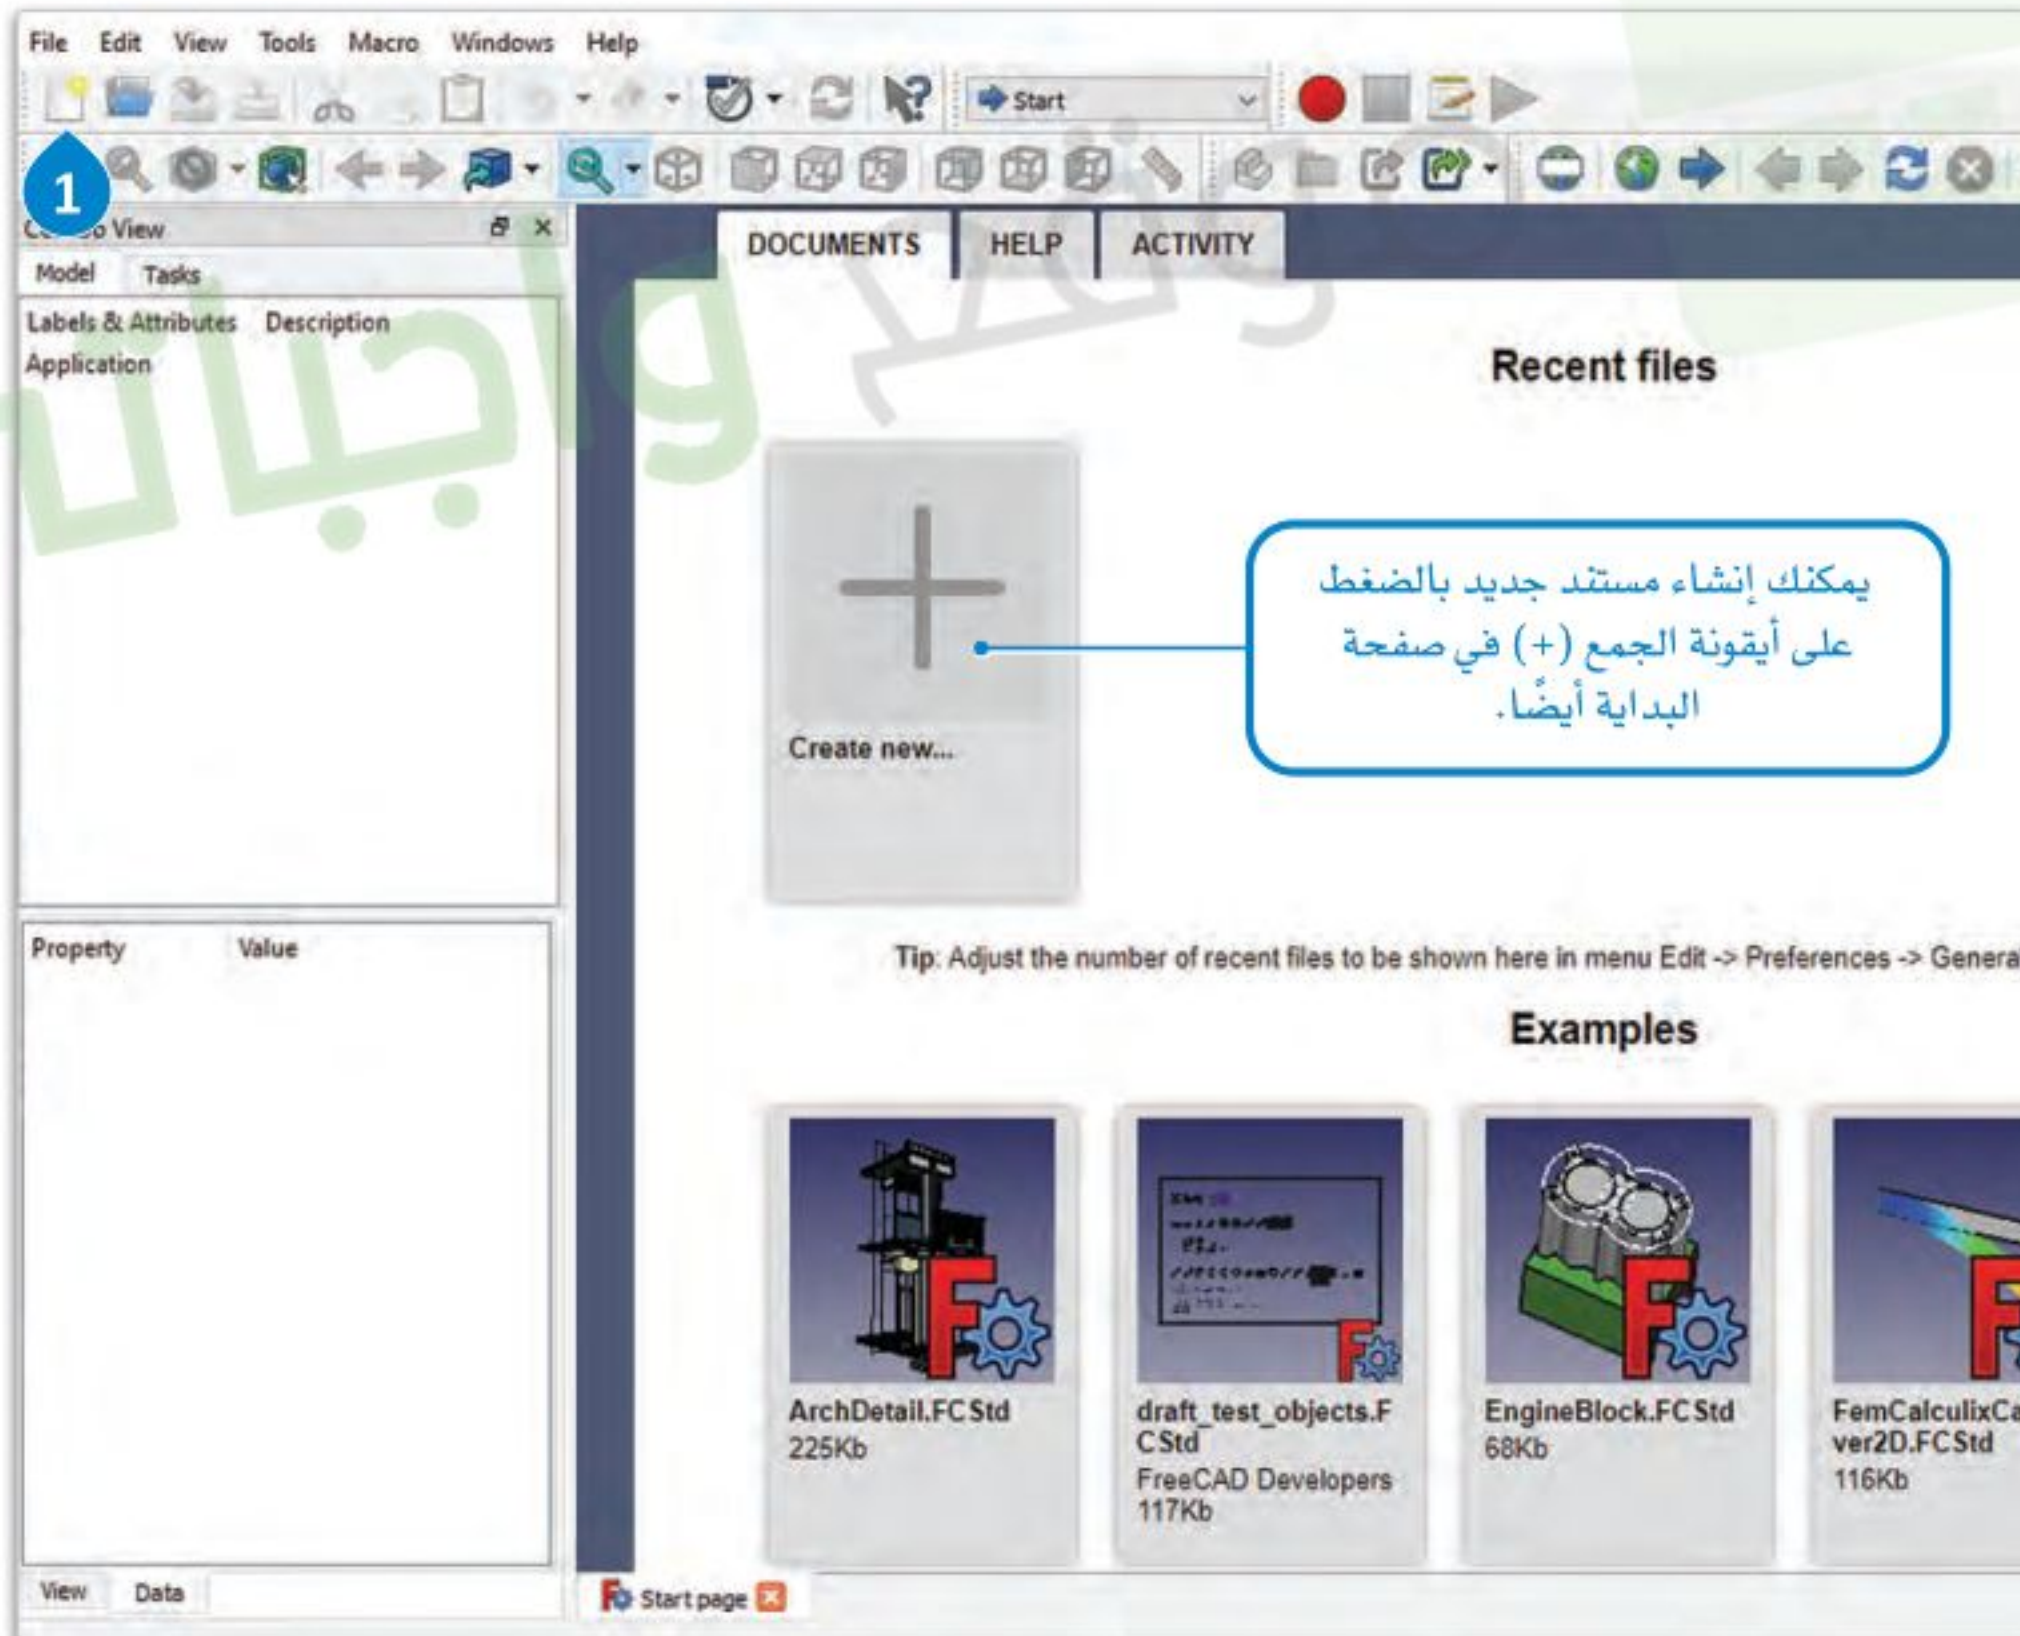 File Edit View Tools Macro Windows Help
Start
1
View
Model Tasks
Labels & Attributes Description
Application
Property Value
View Data
DOCUMENTS HELP ACTIVITY
Recent files
يمكنك إنشاء مستند جديد بالضغط
على أيقونة الجمع (+) في صفحة
البداية أيضًا.
Create new...
Tip: Adjust the number of recent files to be shown here in menu Edit -> Preferences -> Genera
Examples
ArchDetail.FCStd
225Kb
draft_test_objects.F
CStd
FreeCAD Developers
117Kb
EngineBlock.FCStd
68Kb
FemCalculixCa
ver2D.FCStd
116Kb
Start page
موقع